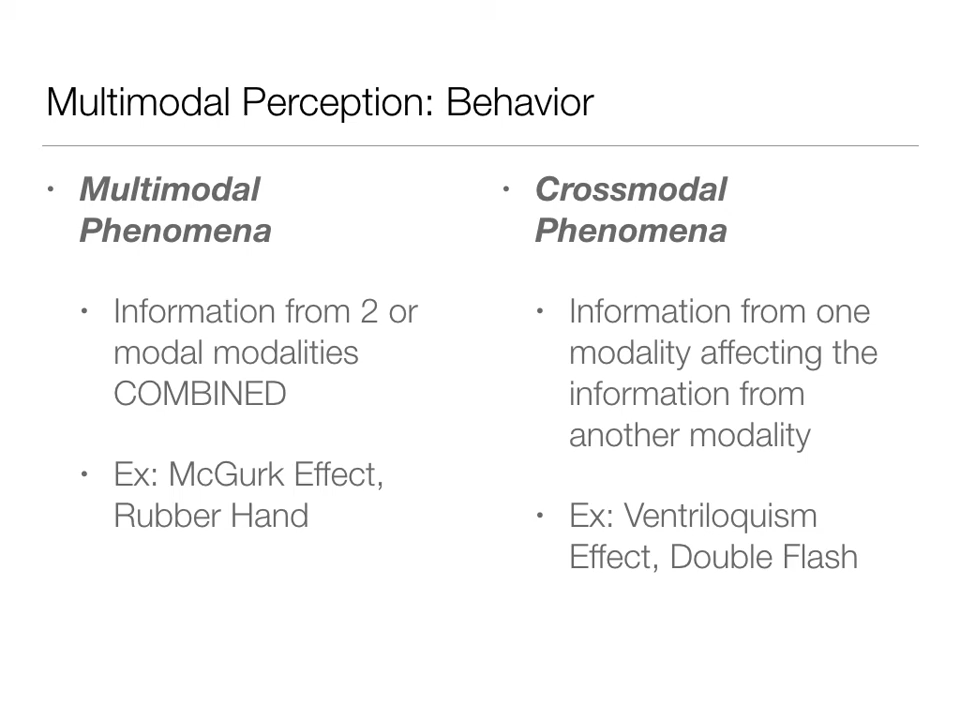 Multimodal Perception: Behavior
• Multimodal
Phenomena
• Information from 2 or
modal modalities
COMBINED
• Ex: McGurk Effect,
Rubber Hand
• Crossmodal
Phenomena
• Information from one
modality affecting the
information from
another modality
• Ex: Ventriloquism
Effect, Double Flash